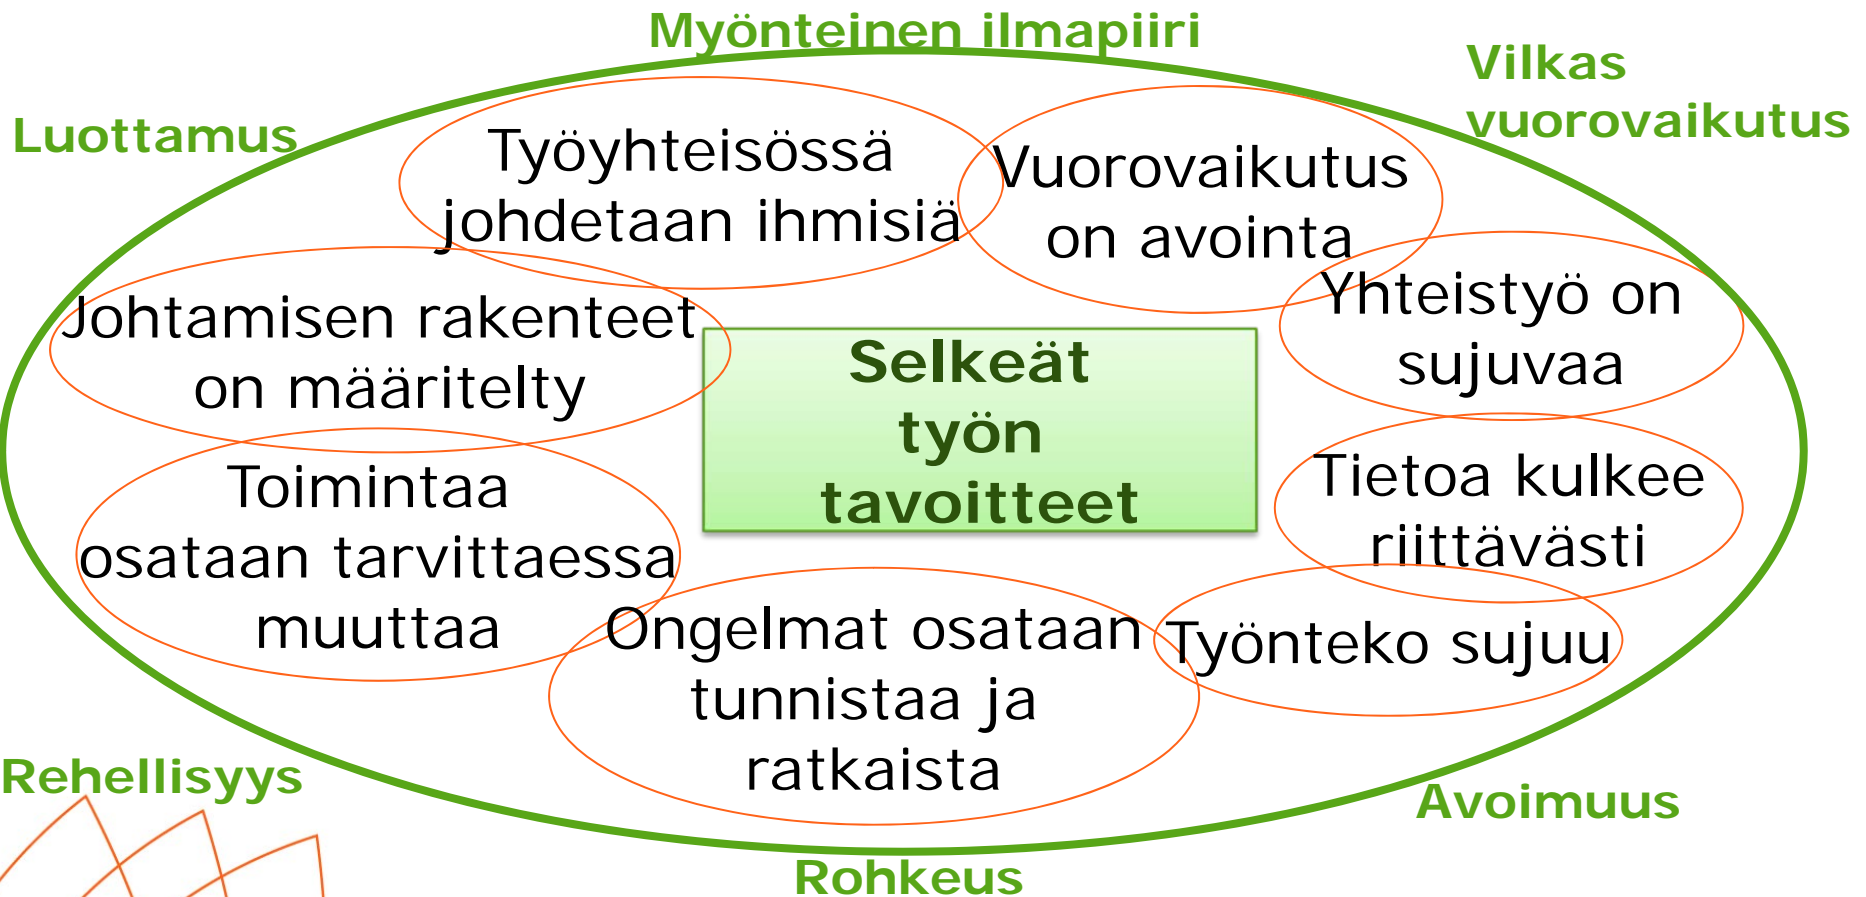 Myönteinen ilmapiiri
Vilkas
vuorovaikutus
Luottamus
Työyhteisössä
johdetaan ihmisiä
Vuorovaikutus
on avointa
Yhteistyö on
sujuvaa
Johtamisen rakenteet
on määritelty
Selkeät
työn
tavoitteet
Tietoa kulkee
riittävästi
Toimintaa
osataan tarvittaessa
muuttaa
Ongelmat osataan
tunnistaa ja
ratkaista
Työnteko sujuu
Rehellisyys
Avoimuus
Rohkeus